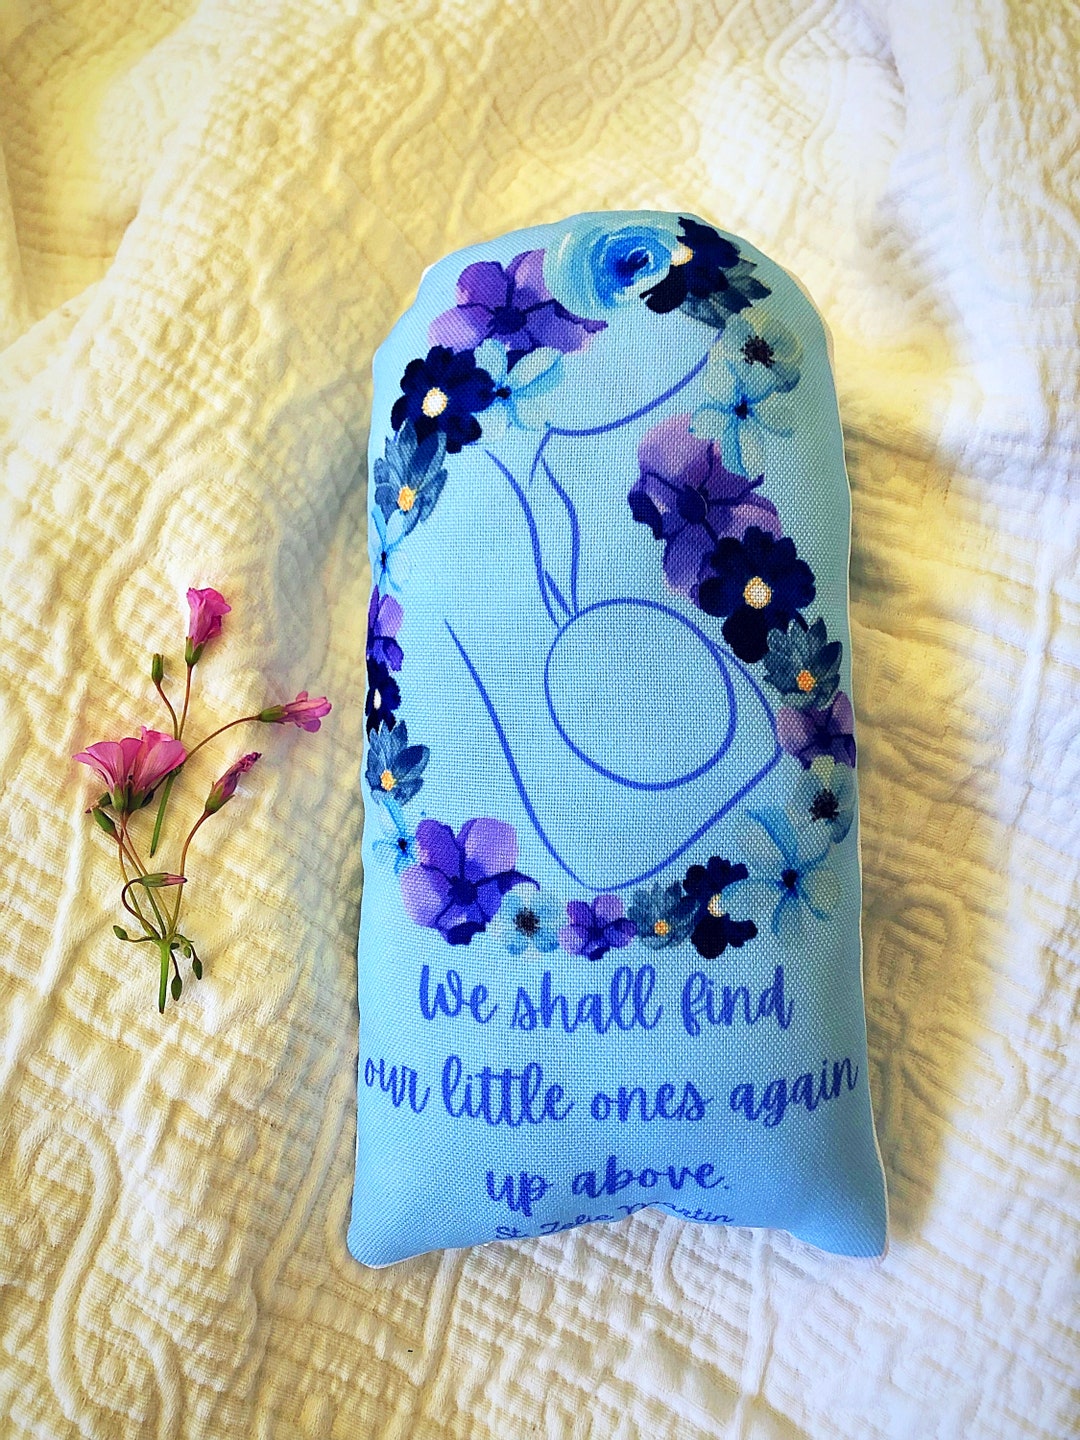 We shall find
our little ones again
up above.
St. Zelie Martin